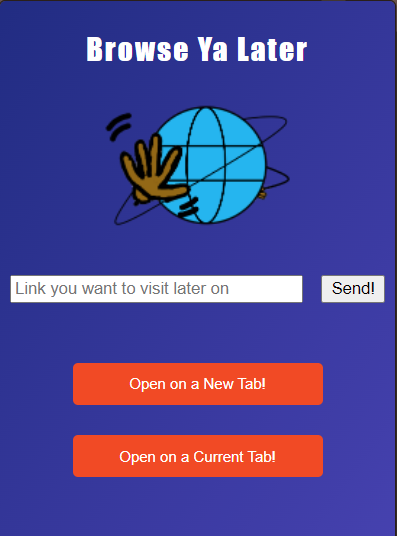 Browse Ya Later
Link you want to visit later on
Send!
Open on a New Tab!
Open on a Current Tab!